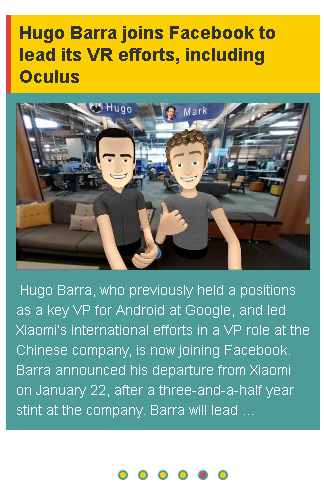 Hugo Barra joins Facebook to
lead its VR efforts, including
Oculus
Hugo
Mark
Hugo Barra, who previously held a positions
as a key VP for Android at Google, and led
Xiaomi's international efforts in a VP role at the
Chinese company, is now joining Facebook.
Barra announced his departure from Xiaomi
on January 22, after a three-and-a-half year
stint at the company. Barra will lead ...